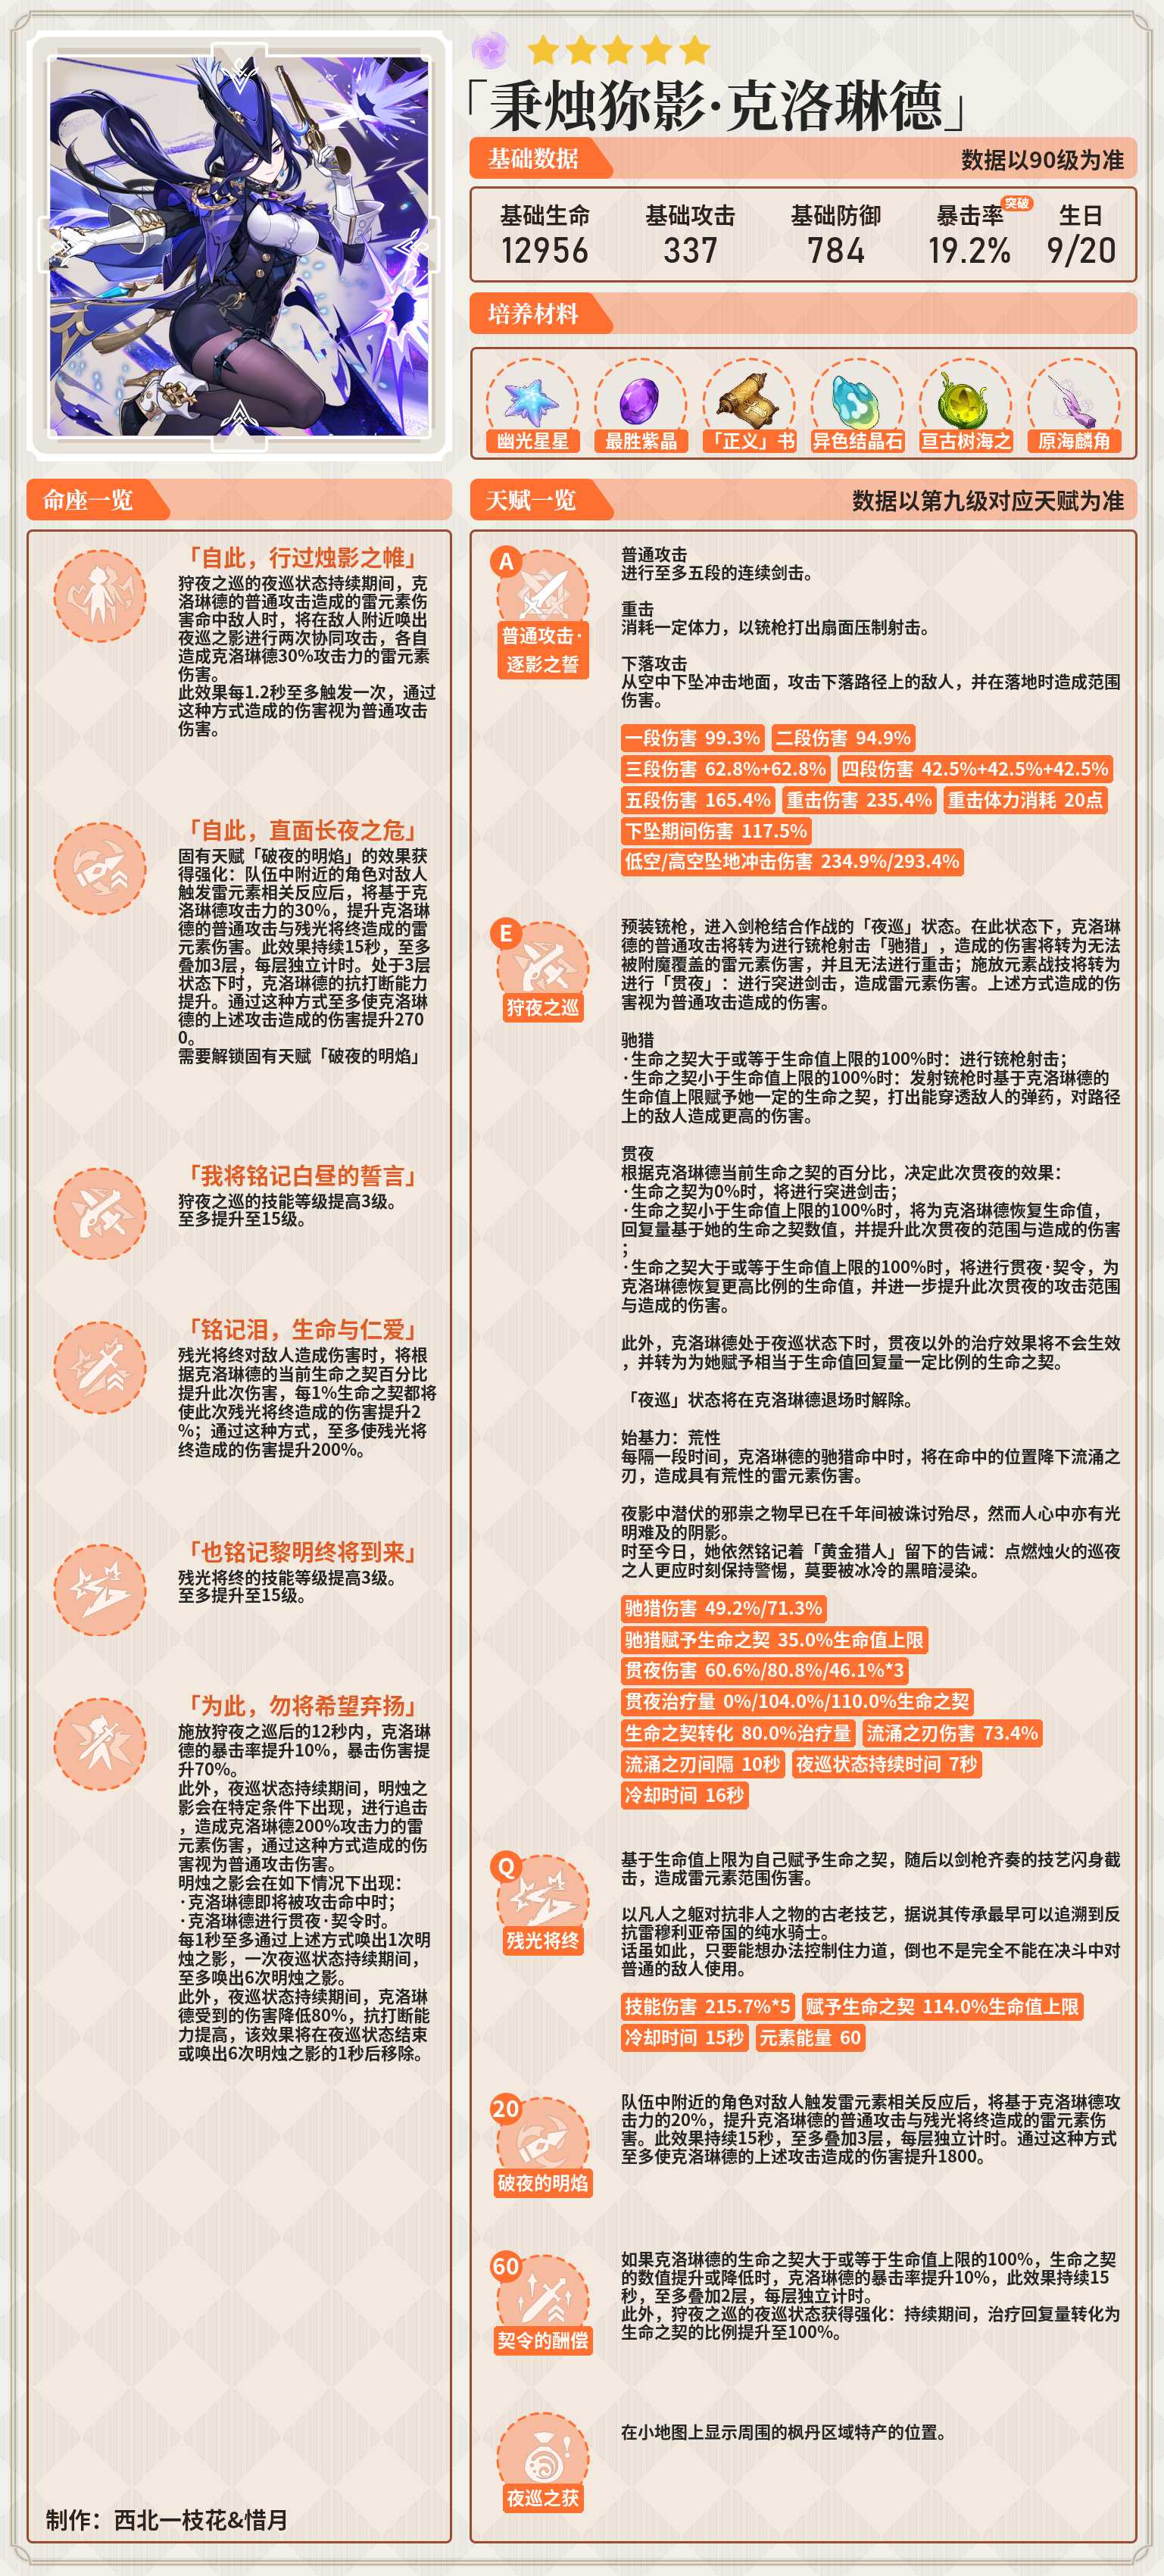 「秉烛狝影·克洛琳德」
基础数据
数据以90级为准
基础生命
基础攻击
基础防御
暴击率
突破
生日
12956
337
784
19.2%
9/20
培养材料
幽光星星
最胜紫晶
「正义」书
异色结晶石
亘古树海之
原海麟角
命座一览
「自此，行过烛影之帷」
狩夜之巡的夜巡状态持续期间，克
洛琳德的普通攻击造成的雷元素伤
害命中敌人时，将在敌人附近唤出
夜巡之影进行两次协同攻击，各自
造成克洛琳德30%攻击力的雷元素
伤害。
此效果每1.2秒至多触发一次，通过
这种方式造成的伤害视为普通攻击
伤害。
「自此，直面长夜之危」
固有天赋「破夜的明焰」的效果获
得强化：队伍中附近的角色对敌人
触发雷元素相关反应后，将基于克
洛琳德攻击力的30%，提升克洛琳
德的普通攻击与残光将终造成的雷
元素伤害。此效果持续15秒，至多
叠加3层，每层独立计时。处于3层
状态下时，克洛琳德的抗打断能力
提升。通过这种方式至多使克洛琳
德的上述攻击造成的伤害提升270
0。
需要解锁固有天赋「破夜的明焰」
「我将铭记白昼的誓言」
狩夜之巡的技能等级提高3级。
至多提升至15级。
「铭记泪，生命与仁爱」
残光将终对敌人造成伤害时，将根
据克洛琳德的当前生命之契百分比
提升此次伤害，每1%生命之契都将
使此次残光将终造成的伤害提升2
%；通过这种方式，至多使残光将
终造成的伤害提升200%。
「也铭记黎明终将到来」
残光将终的技能等级提高3级。
至多提升至15级。
「为此，勿将希望弃扬」
施放狩夜之巡后的12秒内，克洛琳
德的暴击率提升10%，暴击伤害提
升70%。
此外，夜巡状态持续期间，明烛之
影会在特定条件下出现，进行追击
，造成克洛琳德200%攻击力的雷
元素伤害，通过这种方式造成的伤
害视为普通攻击伤害。
明烛之影会在如下情况下出现：
·克洛琳德即将被攻击命中时；
·克洛琳德进行贯夜·契令时。
每1秒至多通过上述方式唤出1次明
烛之影，一次夜巡状态持续期间，
至多唤出6次明烛之影。
此外，夜巡状态持续期间，克洛琳
德受到的伤害降低80%，抗打断能
力提高，该效果将在夜巡状态结束
或唤出6次明烛之影的1秒后移除。
制作：西北一枝花&惜月
天赋一览
数据以第九级对应天赋为准
A
普通攻击·
逐影之誓
普通攻击
进行至多五段的连续剑击。
重击
消耗一定体力，以铳枪打出扇面压制射击。
下落攻击
从空中下坠冲击地面，攻击下落路径上的敌人，并在落地时造成范围
伤害。
一段伤害 99.3% 二段伤害 94.9%
三段伤害 62.8%+62.8% 四段伤害 42.5%+42.5%+42.5%
五段伤害 165.4% 重击伤害 235.4% 重击体力消耗 20点
下坠期间伤害 117.5%
低空/高空坠地冲击伤害 234.9%/293.4%
E
狩夜之巡
预装铳枪，进入剑枪结合作战的「夜巡」状态。在此状态下，克洛琳
德的普通攻击将转为进行铳枪射击「驰猎」，造成的伤害将转为无法
被附魔覆盖的雷元素伤害，并且无法进行重击；施放元素战技将转为
进行「贯夜」：进行突进剑击，造成雷元素伤害。上述方式造成的伤
害视为普通攻击造成的伤害。
驰猎
·生命之契大于或等于生命值上限的100%时：进行铳枪射击；
·生命之契小于生命值上限的100%时：发射铳枪时基于克洛琳德的
生命值上限赋予她一定的生命之契，打出能穿透敌人的弹药，对路径
上的敌人造成更高的伤害。
贯夜
根据克洛琳德当前生命之契的百分比，决定此次贯夜的效果：
·生命之契为0%时，将进行突进剑击；
·生命之契小于生命值上限的100%时，将为克洛琳德恢复生命值，
回复量基于她的生命之契数值，并提升此次贯夜的范围与造成的伤害
；
·生命之契大于或等于生命值上限的100%时，将进行贯夜·契令，为
克洛琳德恢复更高比例的生命值，并进一步提升此次贯夜的攻击范围
与造成的伤害。
此外，克洛琳德处于夜巡状态下时，贯夜以外的治疗效果将不会生效
，并转为为她赋予相当于生命值回复量一定比例的生命之契。
「夜巡」状态将在克洛琳德退场时解除。
始基力：荒性
每隔一段时间，克洛琳德的驰猎命中时，将在命中的位置降下流涌之
刃，造成具有荒性的雷元素伤害。
夜影中潜伏的邪祟之物早已在千年间被诛讨殆尽，然而人心中亦有光
明难及的阴影。
时至今日，她依然铭记着「黄金猎人」留下的告诫：点燃烛火的巡夜
之人更应时刻保持警惕，莫要被冰冷的黑暗浸染。
驰猎伤害 49.2%/71.3%
驰猎赋予生命之契 35.0%生命值上限
贯夜伤害 60.6%/80.8%/46.1%*3
贯夜治疗量 0%/104.0%/110.0%生命之契
生命之契转化 80.0%治疗量 流涌之刃伤害 73.4%
流涌之刃间隔 10秒 夜巡状态持续时间 7秒
冷却时间 16秒
Q
残光将终
基于生命值上限为自己赋予生命之契，随后以剑枪齐奏的技艺闪身截
击，造成雷元素范围伤害。
以凡人之躯对抗非人之物的古老技艺，据说其传承最早可以追溯到反
抗雷穆利亚帝国的纯水骑士。
话虽如此，只要能想办法控制住力道，倒也不是完全不能在决斗中对
普通的敌人使用。
技能伤害 215.7%*5 赋予生命之契 114.0%生命值上限
冷却时间 15秒 元素能量 60
20
破夜的明焰
队伍中附近的角色对敌人触发雷元素相关反应后，将基于克洛琳德攻
击力的20%，提升克洛琳德的普通攻击与残光将终造成的雷元素伤
害。此效果持续15秒，至多叠加3层，每层独立计时。通过这种方式
至多使克洛琳德的上述攻击造成的伤害提升1800。
60
契令的酬偿
如果克洛琳德的生命之契大于或等于生命值上限的100%，生命之契
的数值提升或降低时，克洛琳德的暴击率提升10%，此效果持续15
秒，至多叠加2层，每层独立计时。
此外，狩夜之巡的夜巡状态获得强化：持续期间，治疗回复量转化为
生命之契的比例提升至100%。
夜巡之获
在小地图上显示周围的枫丹区域特产的位置。